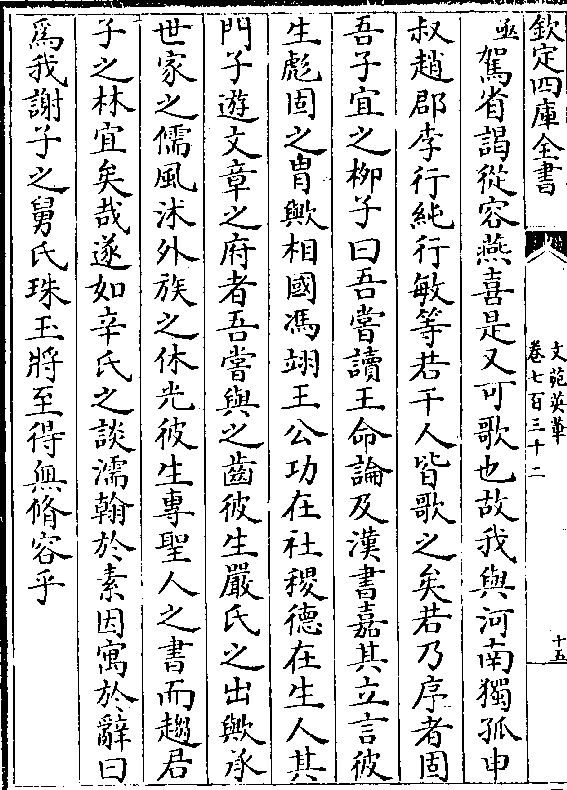 欽定四庫全書
文苑英華
卷七百三十二
十五
亟駕省謁從容燕喜是又可歌也故我與河南獨孤申
叔趙郡李行純行敏等若干人皆歌之矣若乃序者固
吾子宜之栁子曰吾嘗讀王命論及漢書嘉其立言彼
生彪固之胄歟相國馮翊王公功在社稷德在生人其
門子遊文章之府者吾嘗與之齒彼生嚴氏之出歟承
世家之儒風沭外族之休光彼生専聖人之書而趨君
子之林宜矣哉遂如辛氏之談濡翰於素因寓於辭曰
爲我謝子之舅氏珠玉將至得無脩容乎